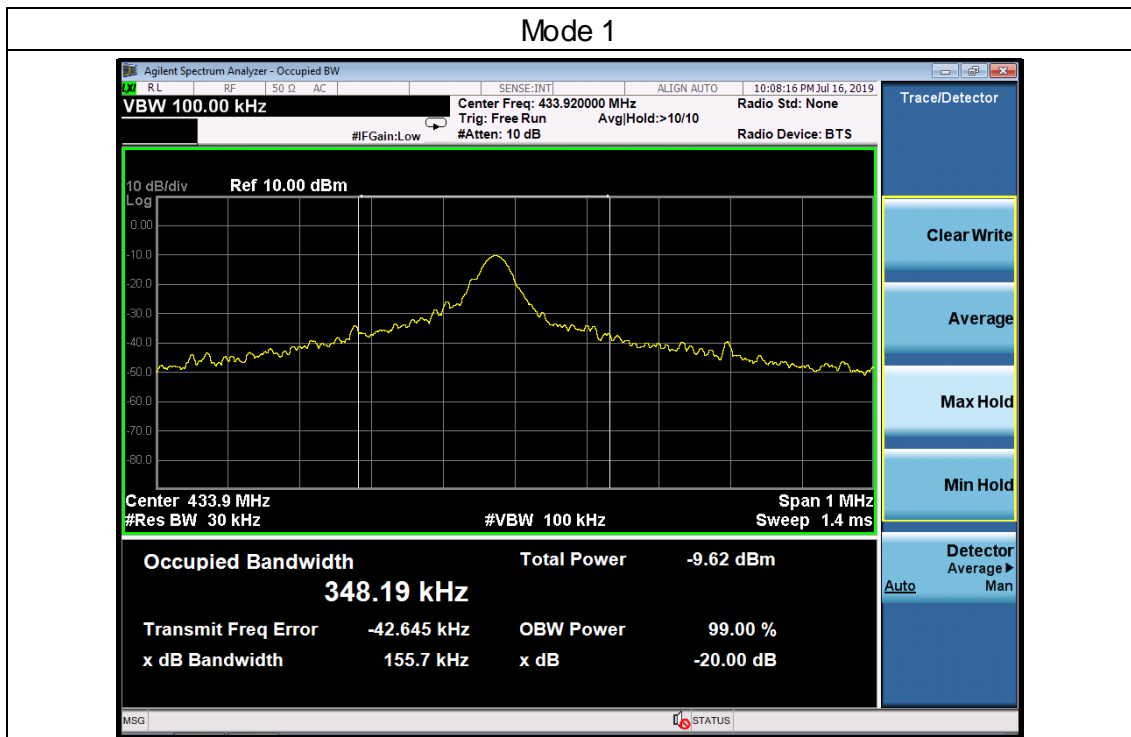 Mode 1
Agilent Spectrum Analyzer - Occupied BW
LXI RL RF 50 Ω AC SENSE:INT ALIGN AUTO 10:08:16 PM Jul 16, 2019
VBW 100.00 kHz
Center Freq: 433.920000 MHz
Radio Std: None
Trig: Free Run Avg|Hold:>10/10
#IFGain:Low #Atten: 10 dB
Radio Device: BTS
Trace/Detector
10 dB/div Ref 10.00 dBm
Log
0.00
-10.0
-20.0
-30.0
-40.0
-50.0
-60.0
-70.0
-80.0
Center 433.9 MHz Span 1 MHz
#Res BW 30 kHz #VBW 100 kHz Sweep 1.4 ms
Occupied Bandwidth Total Power -9.62 dBm
348.19 kHz
Transmit Freq Error -42.645 kHz OBW Power 99.00 %
x dB Bandwidth 155.7 kHz x dB -20.00 dB
Clear Write
Average
Max Hold
Min Hold
Detector
Average▶
Auto Man
MSG STATUS